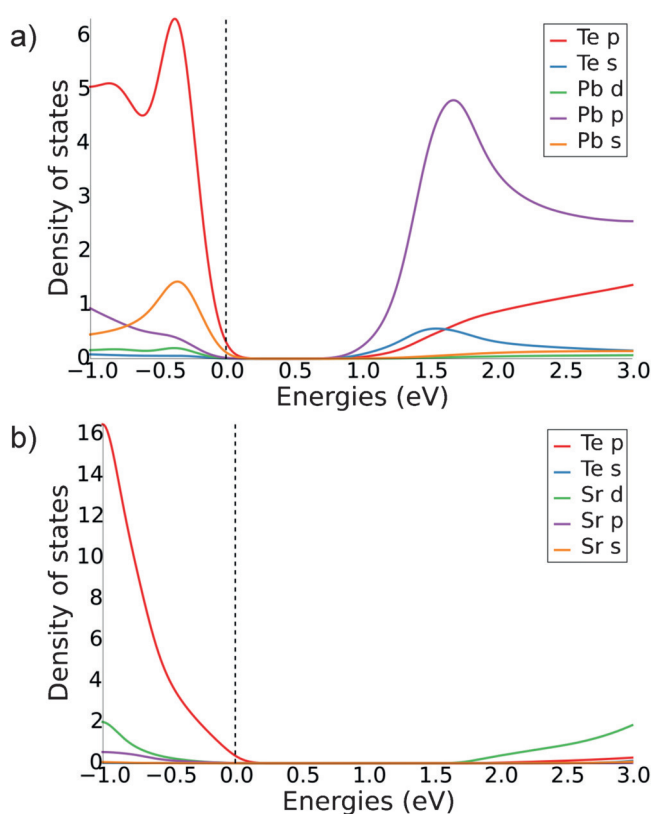 a)
Density of states
6
5
4
3
2
1
0
Te p
Te s
Pb d
Pb p
Pb s
−1.0 −0.5 0.0 0.5 1.0 1.5 2.0 2.5 3.0
Energies (eV)
b)
Density of states
16
14
12
10
8
6
4
2
0
Te p
Te s
Sr d
Sr p
Sr s
−1.0 −0.5 0.0 0.5 1.0 1.5 2.0 2.5 3.0
Energies (eV)